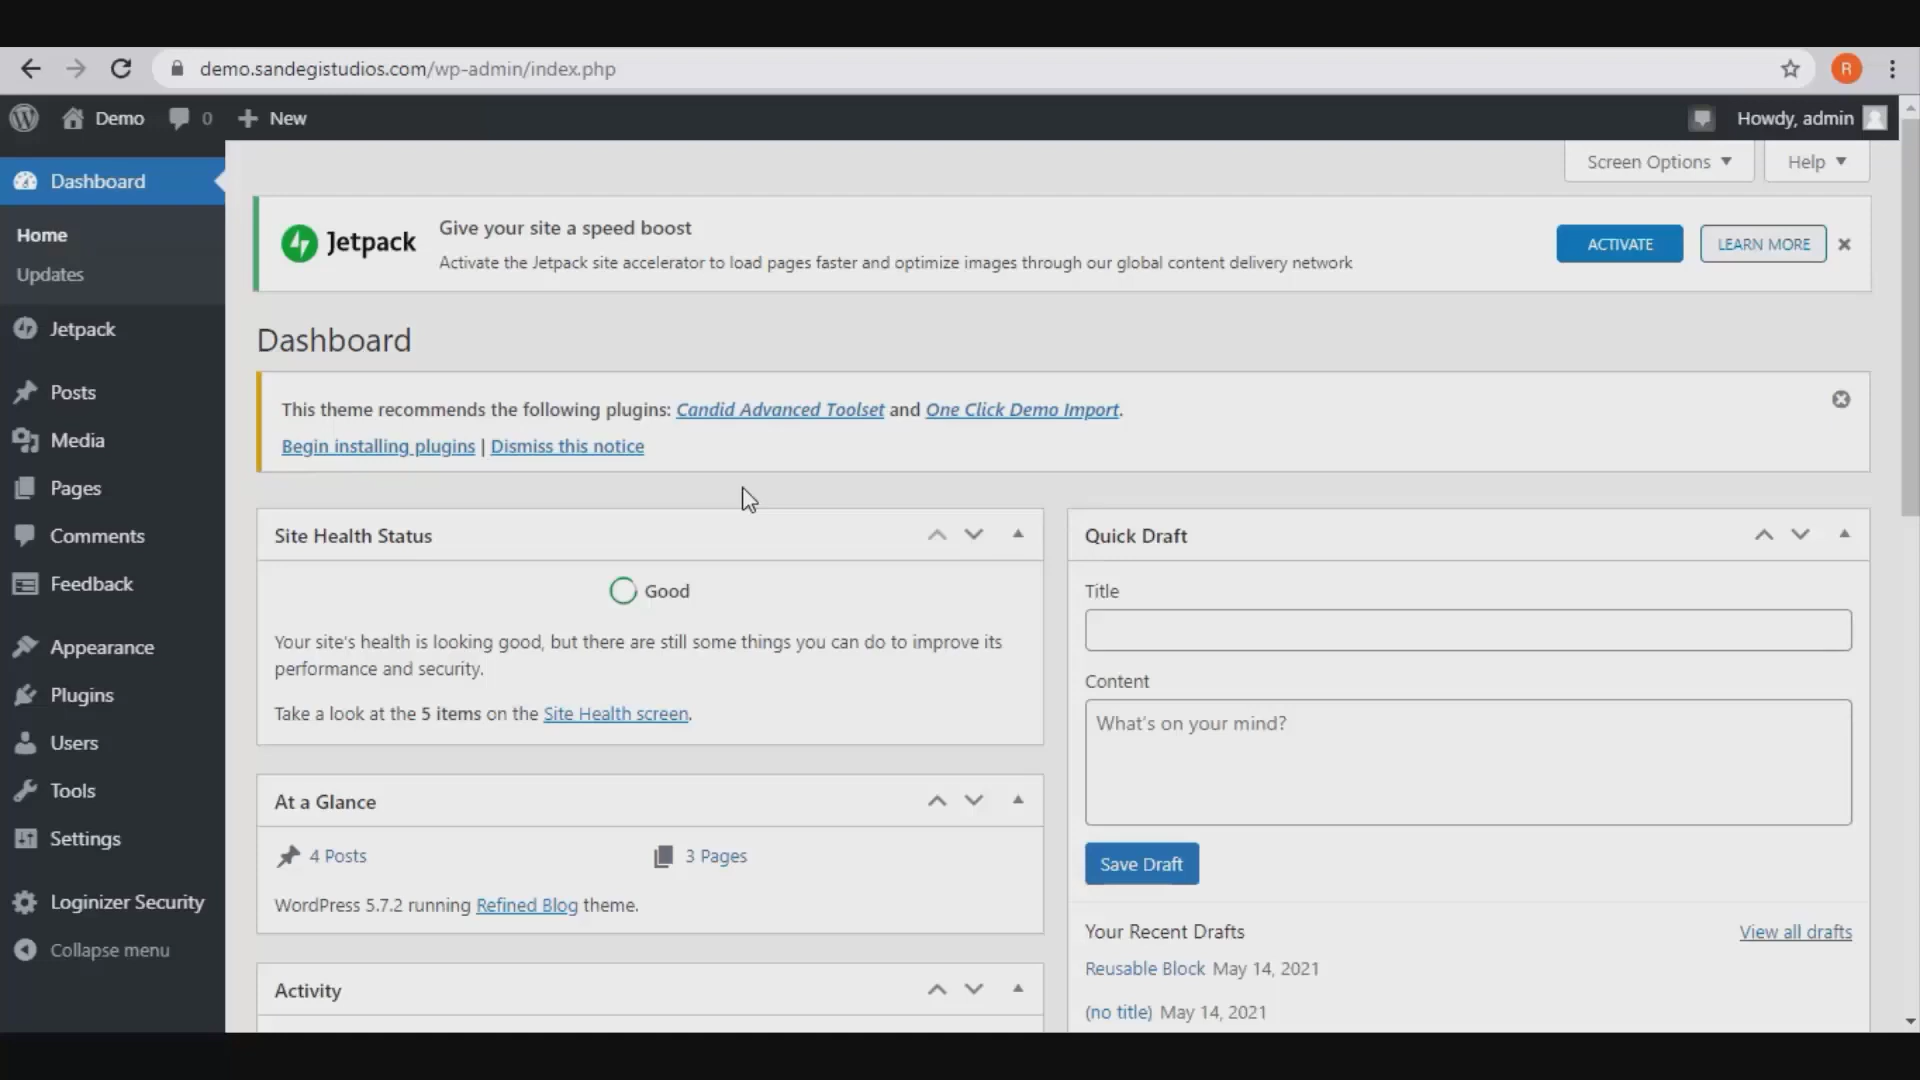 demo.sandegistudios.com/wp-admin/index.php
R
Demo
0
New
Howdy, admin
Dashboard
Home
Updates
Jetpack
Posts
Media
Pages
Comments
Feedback
Appearance
Plugins
Users
Tools
Settings
Loginizer Security
Collapse menu
Screen Options
Help
Jetpack
Give your site a speed boost
Activate the Jetpack site accelerator to load pages faster and optimize images through our global content delivery network
ACTIVATE
LEARN MORE
Dashboard
This theme recommends the following plugins: Candid Advanced Toolset and One Click Demo Import.
Begin installing plugins | Dismiss this notice
Site Health Status
Good
Your site's health is looking good, but there are still some things you can do to improve its
performance and security.
Take a look at the 5 items on the Site Health screen.
At a Glance
4 Posts
3 Pages
WordPress 5.7.2 running Refined Blog theme.
Activity
Quick Draft
Title
Content
What's on your mind?
Save Draft
Your Recent Drafts
View all drafts
Reusable Block May 14, 2021
(no title) May 14, 2021